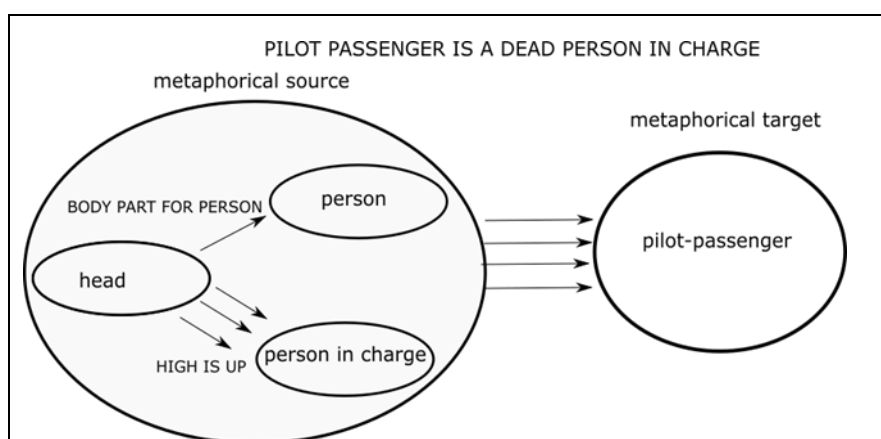 PILOT PASSENGER IS A DEAD PERSON IN CHARGE
metaphorical source
metaphorical target
person
BODY PART FOR PERSON
pilot-passenger
head
person in charge
HIGH IS UP